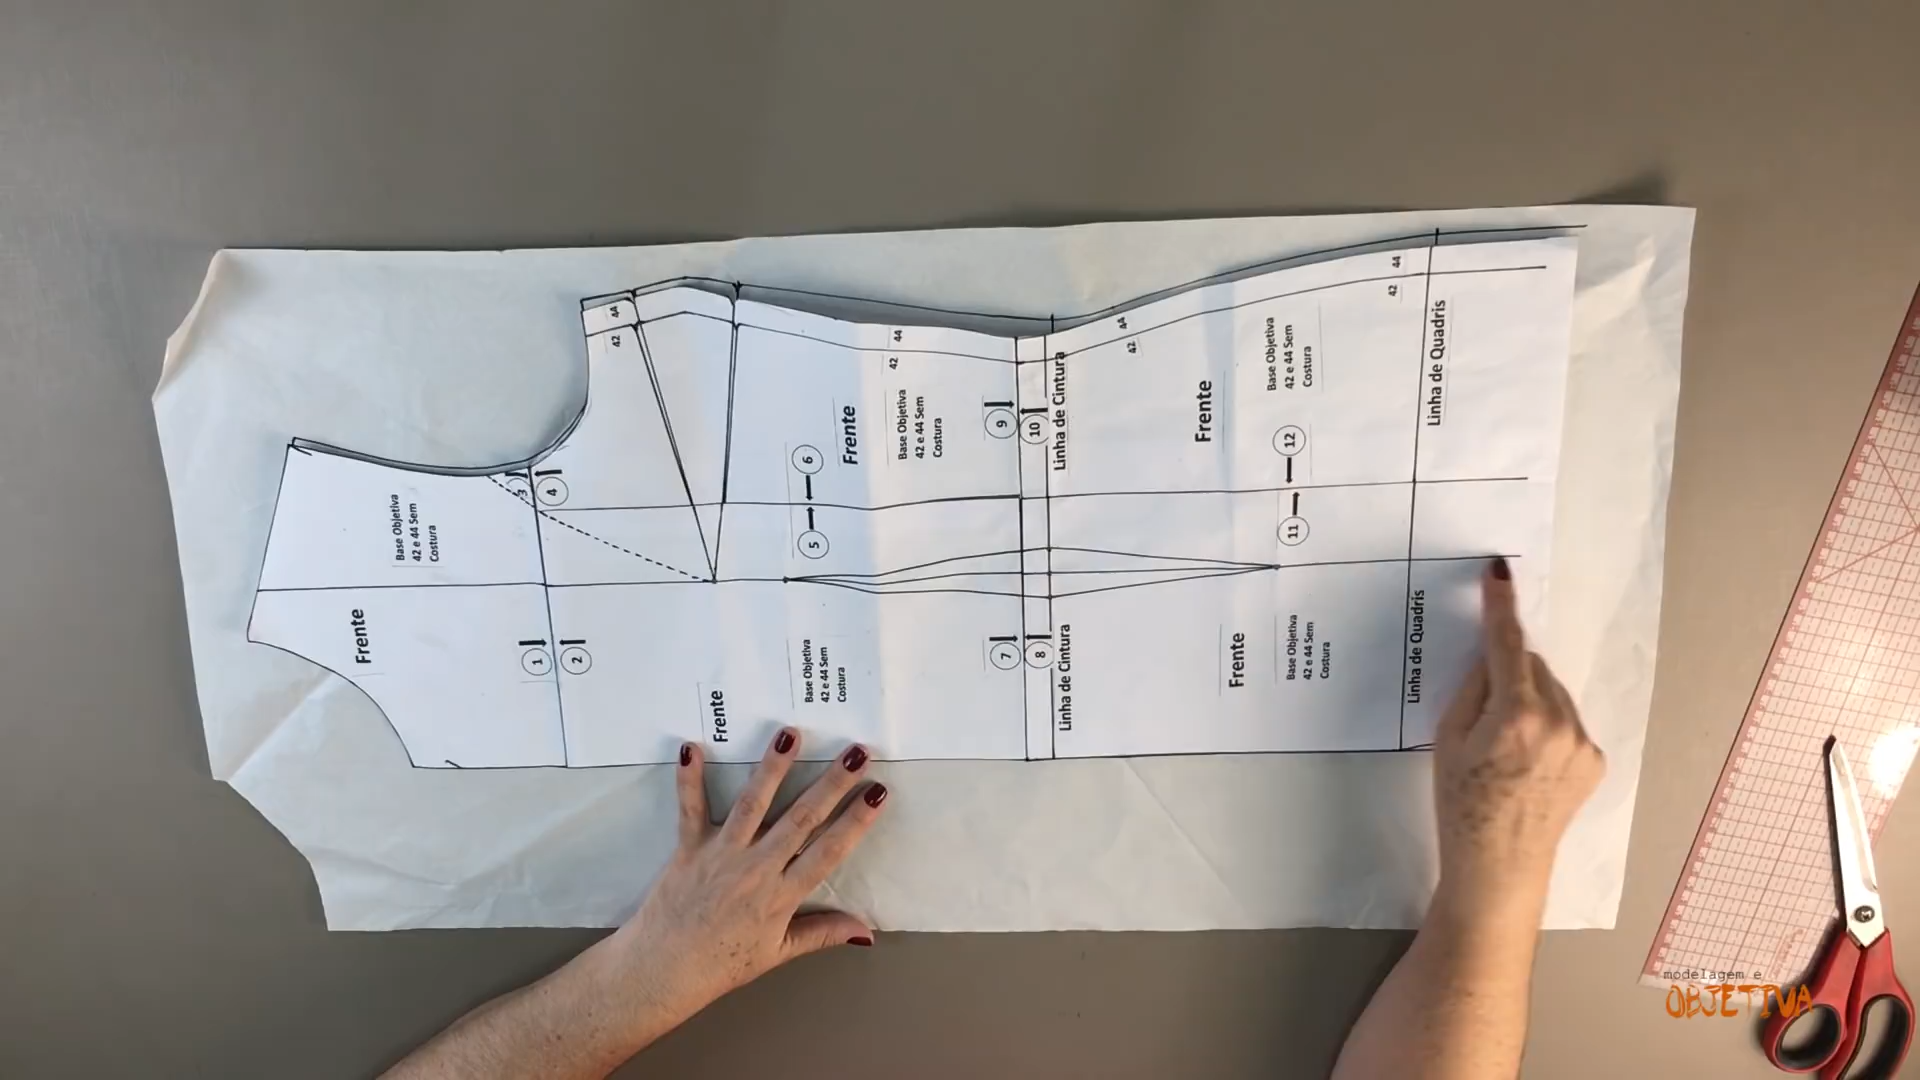 Base Objetiva
42 e 44 Sem
Costura
Frente
3
4
1
2
44
42
Frente
Base Objetiva
42 e 44 Sem
Costura
5
6
Frente
Base Objetiva
42 e 44 Sem
Costura
44
42
9
10
Linha de Cintura
7
8
Linha de Cintura
44
42
Frente
Base Objetiva
42 e 44 Sem
Costura
11
12
Frente
Base Objetiva
42 e 44 Sem
Costura
44
42
Linha de Quadris
Linha de Quadris
modelagem e
OBJETIVA